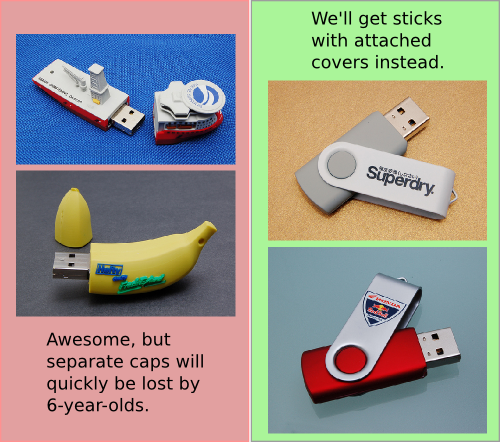 Awesome, but
separate caps will
quickly be lost by
6-year-olds.
We'll get sticks
with attached
covers instead.
Superdry.